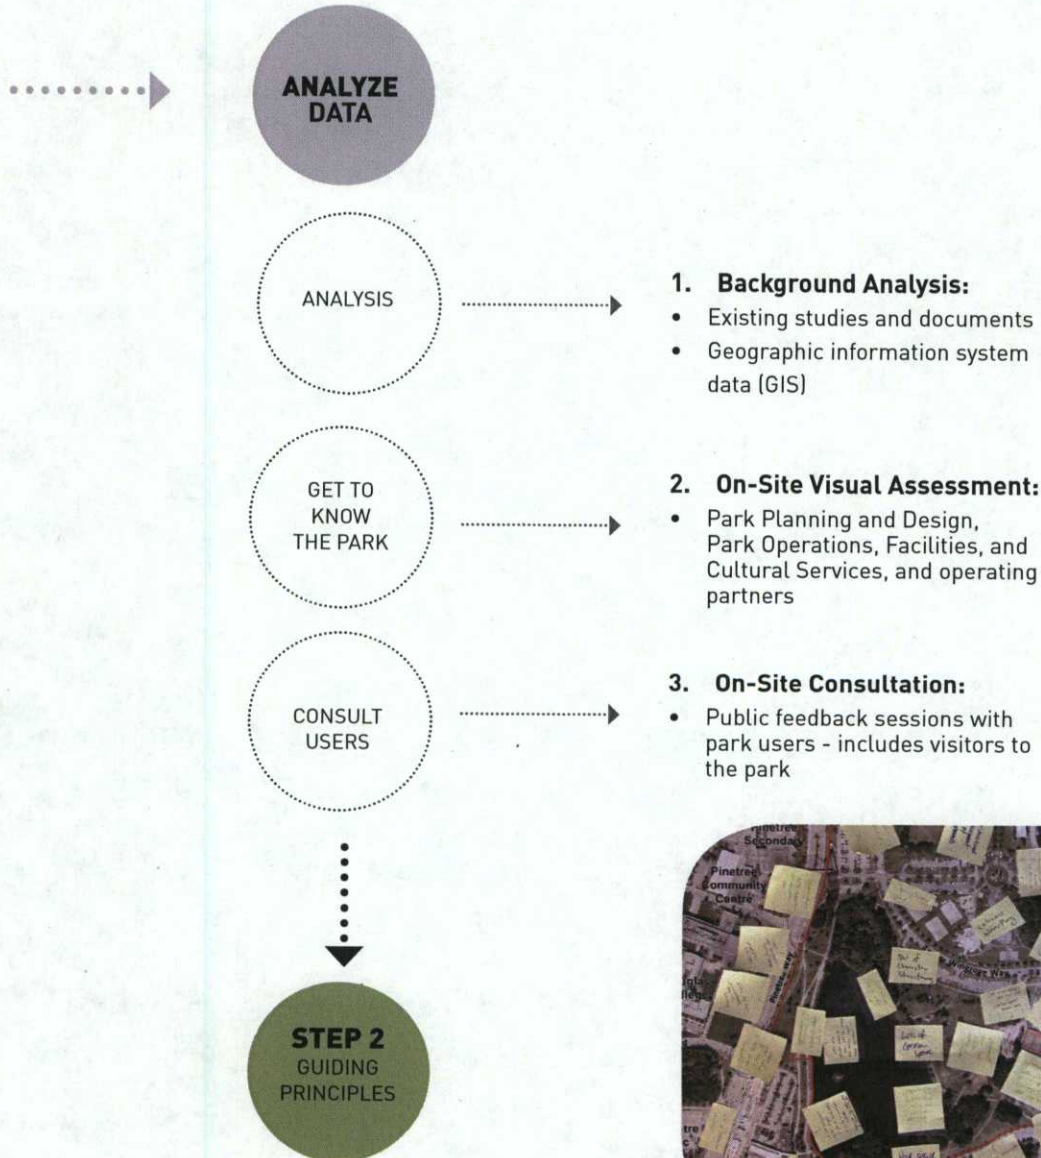 ANALYZE
DATA
ANALYSIS
1. Background Analysis:
• Existing studies and documents
• Geographic information system
data (GIS)
GET TO
KNOW
THE PARK
2. On-Site Visual Assessment:
• Park Planning and Design,
Park Operations, Facilities, and
Cultural Services, and operating
partners
CONSULT
USERS
3. On-Site Consultation:
• Public feedback sessions with
park users - includes visitors to
the park
STEP 2
GUIDING
PRINCIPLES
Pinetree
Secondary
Pinetree
Community
Centre